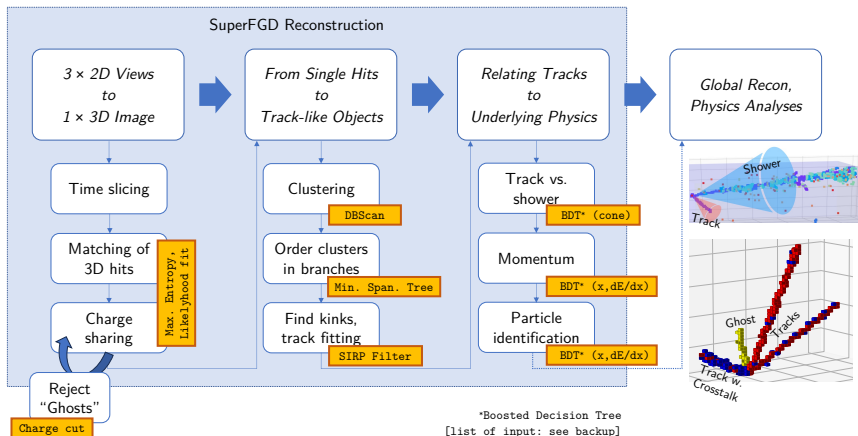 SuperFGD Reconstruction
3 × 2D Views
to
1 × 3D Image
From Single Hits
to
Track-like Objects
Relating Tracks
to
Underlying Physics
Global Recon,
Physics Analyses
Time slicing
Matching of
3D hits
Max. Entropy,
Likelyhood fit
Charge
sharing
Reject
“Ghosts”
Charge cut
Clustering
DBScan
Order clusters
in branches
Min. Span. Tree
Find kinks,
track fitting
SIRP Filter
Track vs.
shower
BDT* (cone)
Momentum
BDT* (x,dE/dx)
Particle
identification
BDT* (x,dE/dx)
Shower
Track
Ghost
Tracks
Track w.
Crosstalk
*Boosted Decision Tree
[list of input: see backup]